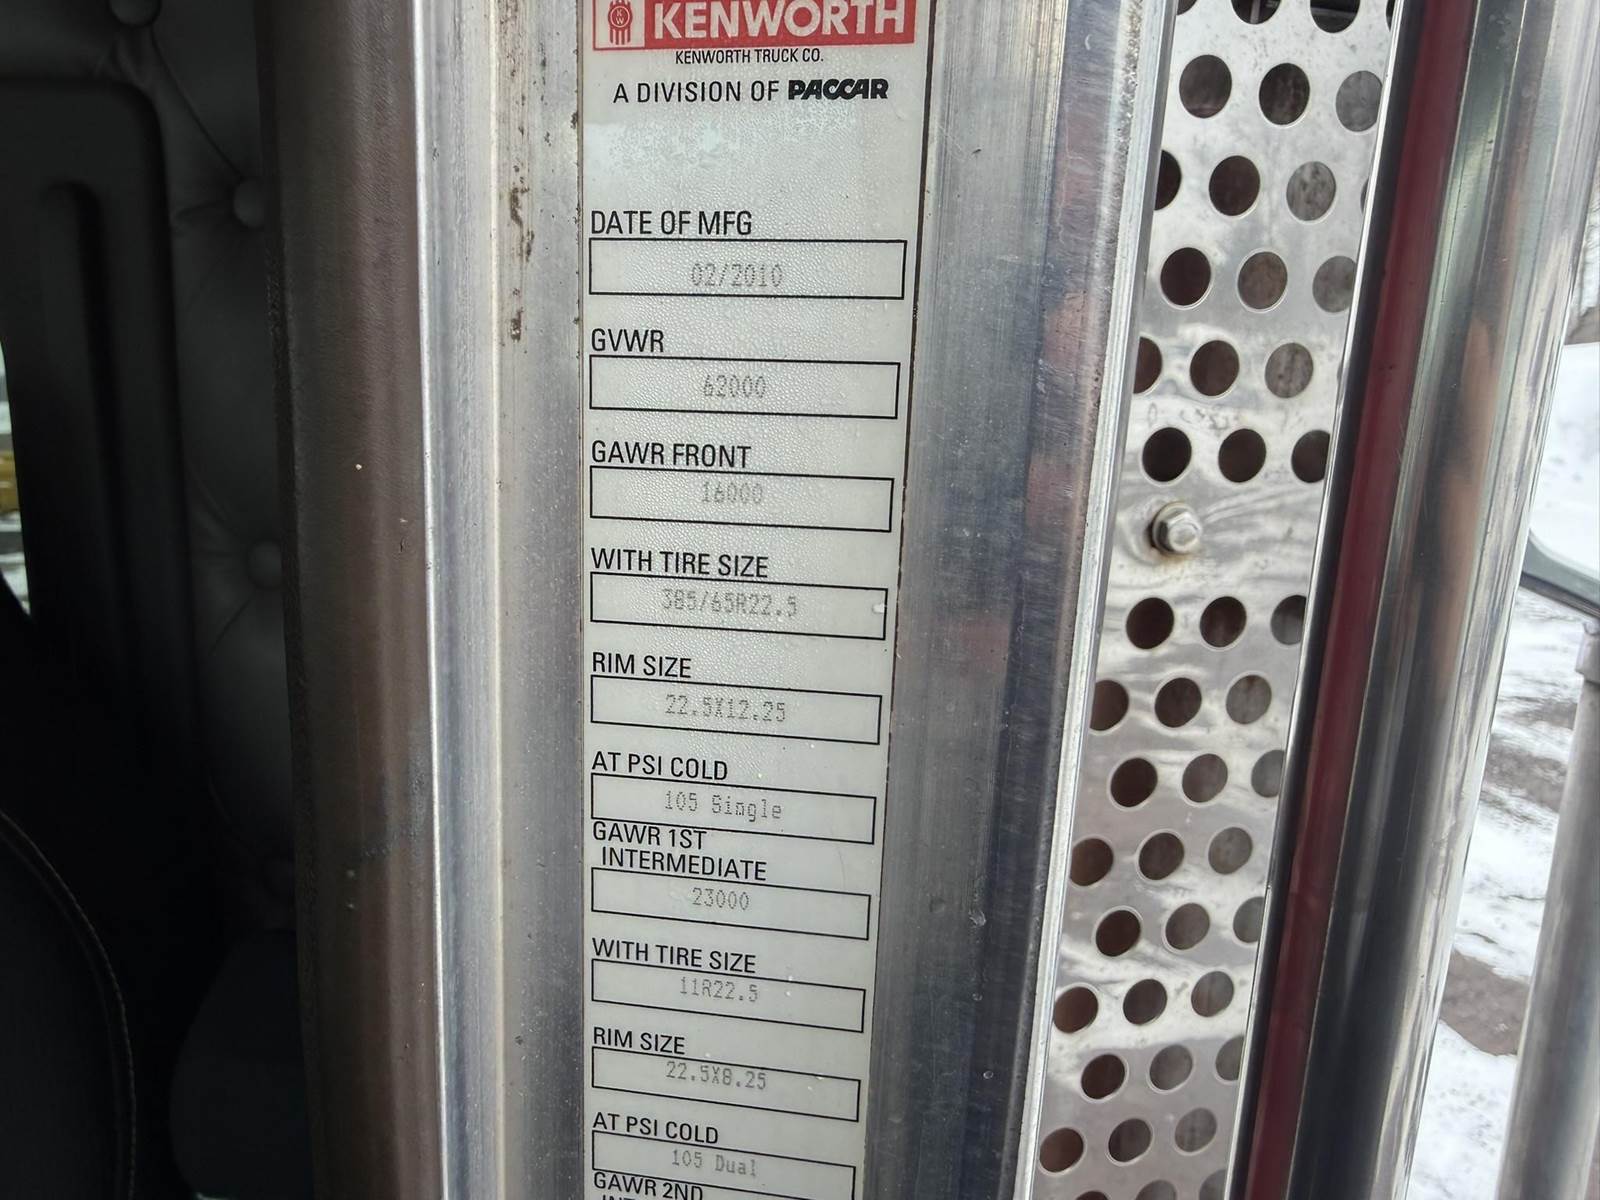 KENWORTH
KENWORTH TRUCK CO.
A DIVISION OF PACCAR
DATE OF MFG
02/2010
GVWR
62000
GAWR FRONT
16000
WITH TIRE SIZE
385/65R22.5
RIM SIZE
22.5X12.25
AT PSI COLD
105 Single
GAWR 1ST
INTERMEDIATE
23000
WITH TIRE SIZE
11R22.5
RIM SIZE
22.5X8.25
AT PSI COLD
105 Dual
GAWR 2ND